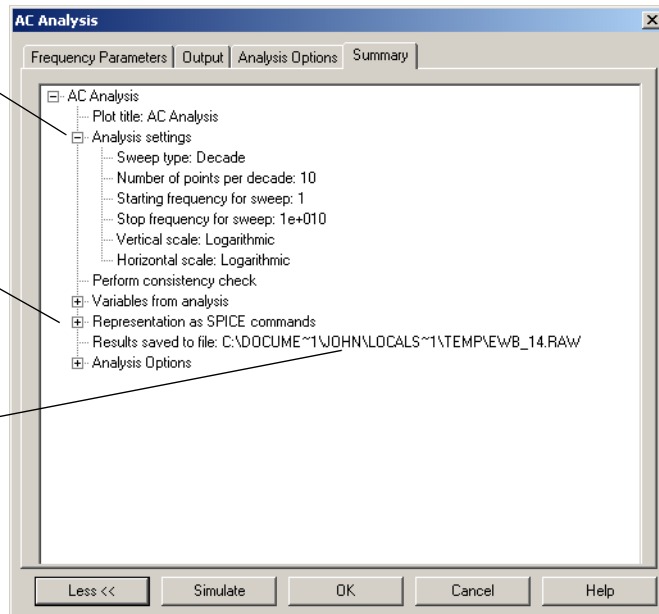 AC Analysis
Frequency Parameters Output Analysis Options Summary
AC Analysis
Plot title: AC Analysis
Analysis settings
Sweep type: Decade
Number of points per decade: 10
Starting frequency for sweep: 1
Stop frequency for sweep: 1e+010
Vertical scale: Logarithmic
Horizontal scale: Logarithmic
Perform consistency check
Variables from analysis
Representation as SPICE commands
Results saved to file: C:\DOCUME~1\JOHN\LOCALS~1\TEMP\EWB_14.RAW
Analysis Options
Less << Simulate OK Cancel Help